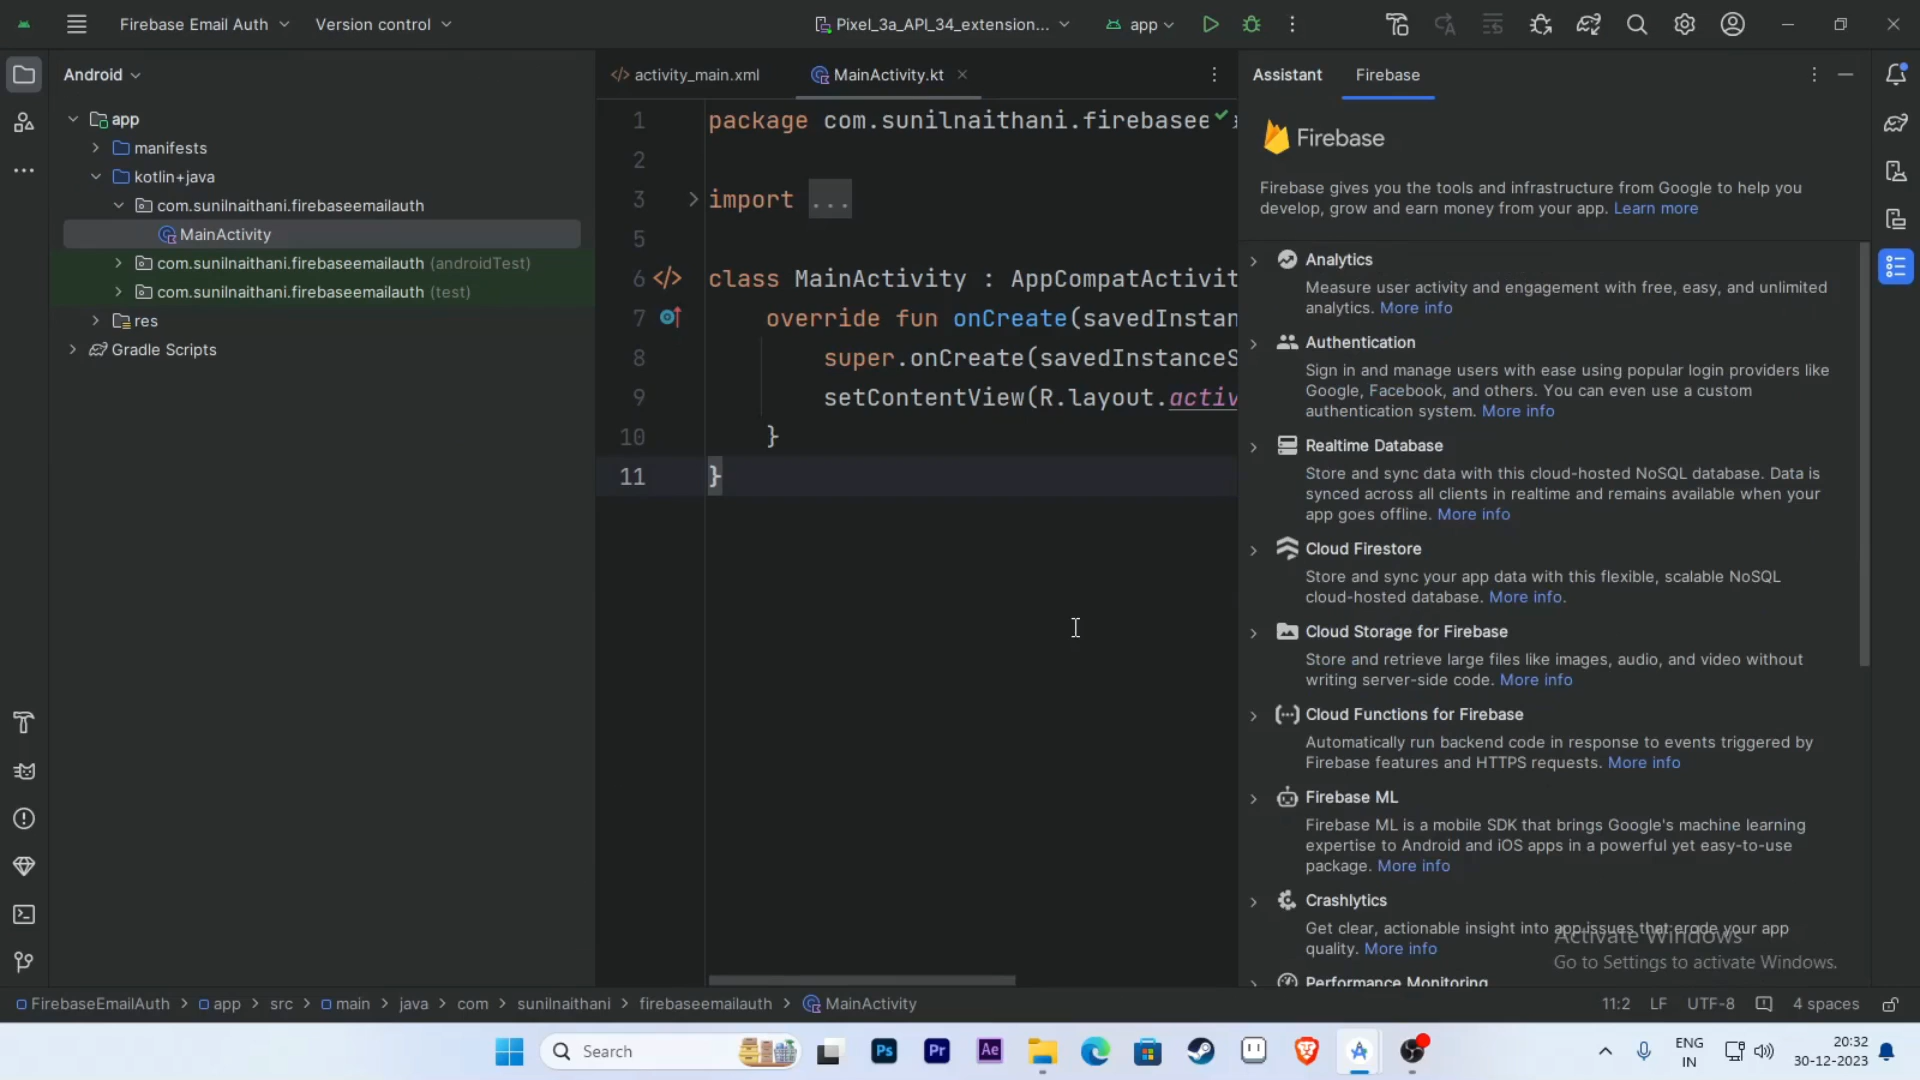 Firebase Email Auth
Version control
Pixel_3a_API_34_extension...
app
Android
app
manifests
kotlin+java
com.sunilnaithani.firebaseemailauth
MainActivity
com.sunilnaithani.firebaseemailauth (androidTest)
com.sunilnaithani.firebaseemailauth (test)
res
Gradle Scripts
</> activity_main.xml
MainActivity.kt
1 package com.sunilnaithani.firebasee
2
3 import ...
5
6 </> class MainActivity : AppCompatActivit
7 override fun onCreate(savedInstan
8 super.onCreate(savedInstanceS
9 setContentView(R.layout.activ
10 }
11 }
Assistant
Firebase
Firebase
Firebase gives you the tools and infrastructure from Google to help you
develop, grow and earn money from your app. Learn more
Analytics
Measure user activity and engagement with free, easy, and unlimited
analytics. More info
Authentication
Sign in and manage users with ease using popular login providers like
Google, Facebook, and others. You can even use a custom
authentication system. More info
Realtime Database
Store and sync data with this cloud-hosted NoSQL database. Data is
synced across all clients in realtime and remains available when your
app goes offline. More info
Cloud Firestore
Store and sync your app data with this flexible, scalable NoSQL
cloud-hosted database. More info.
Cloud Storage for Firebase
Store and retrieve large files like images, audio, and video without
writing server-side code. More info
Cloud Functions for Firebase
Automatically run backend code in response to events triggered by
Firebase features and HTTPS requests. More info
Firebase ML
Firebase ML is a mobile SDK that brings Google's machine learning
expertise to Android and iOS apps in a powerful yet easy-to-use
package. More info
Crashlytics
Get clear, actionable insight into app issues that erode your app
quality. More info
Performance Monitoring
Activate Windows
Go to Settings to activate Windows.
FirebaseEmailAuth > app > src > main > java > com > sunilnaithani > firebaseemailauth > MainActivity
11:2 LF UTF-8 4 spaces
Search
Ps
Pr
Ae
ENG
IN
20:32
30-12-2023